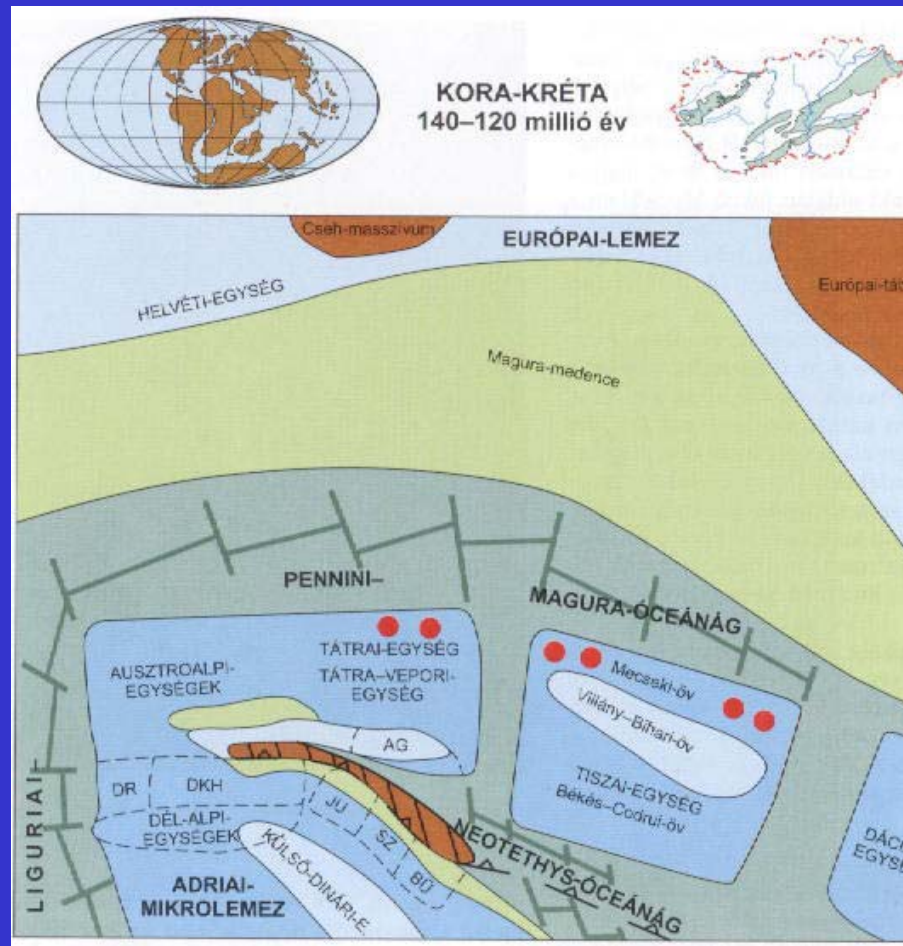 KORA-KRÉTA
140–120 millió év
Cseh-masszívum
EURÓPAI-LEMEZ
HELVÉTI-EGYSÉG
Magura-medence
PENNINI–
MAGURA-ÓCEÁNÁG
TÁTRAI-EGYSÉG
TÁTRA–VEPORI-
EGYSÉG
AUSZTROALPI-
EGYSÉGEK
Mecseki-öv
Villány–Bihari-öv
AG
DR
DKH
TISZAI-EGYSÉG
Békés–Codrui-öv
JU
SZ
BÜ
DÉL-ALPI-
EGYSÉGEK
NEOTETHYS-ÓCEÁNÁG
KÜLSŐ-DINÁRI-E.
LIGURIAI–
ADRIAI-
MIKROLEMEZ